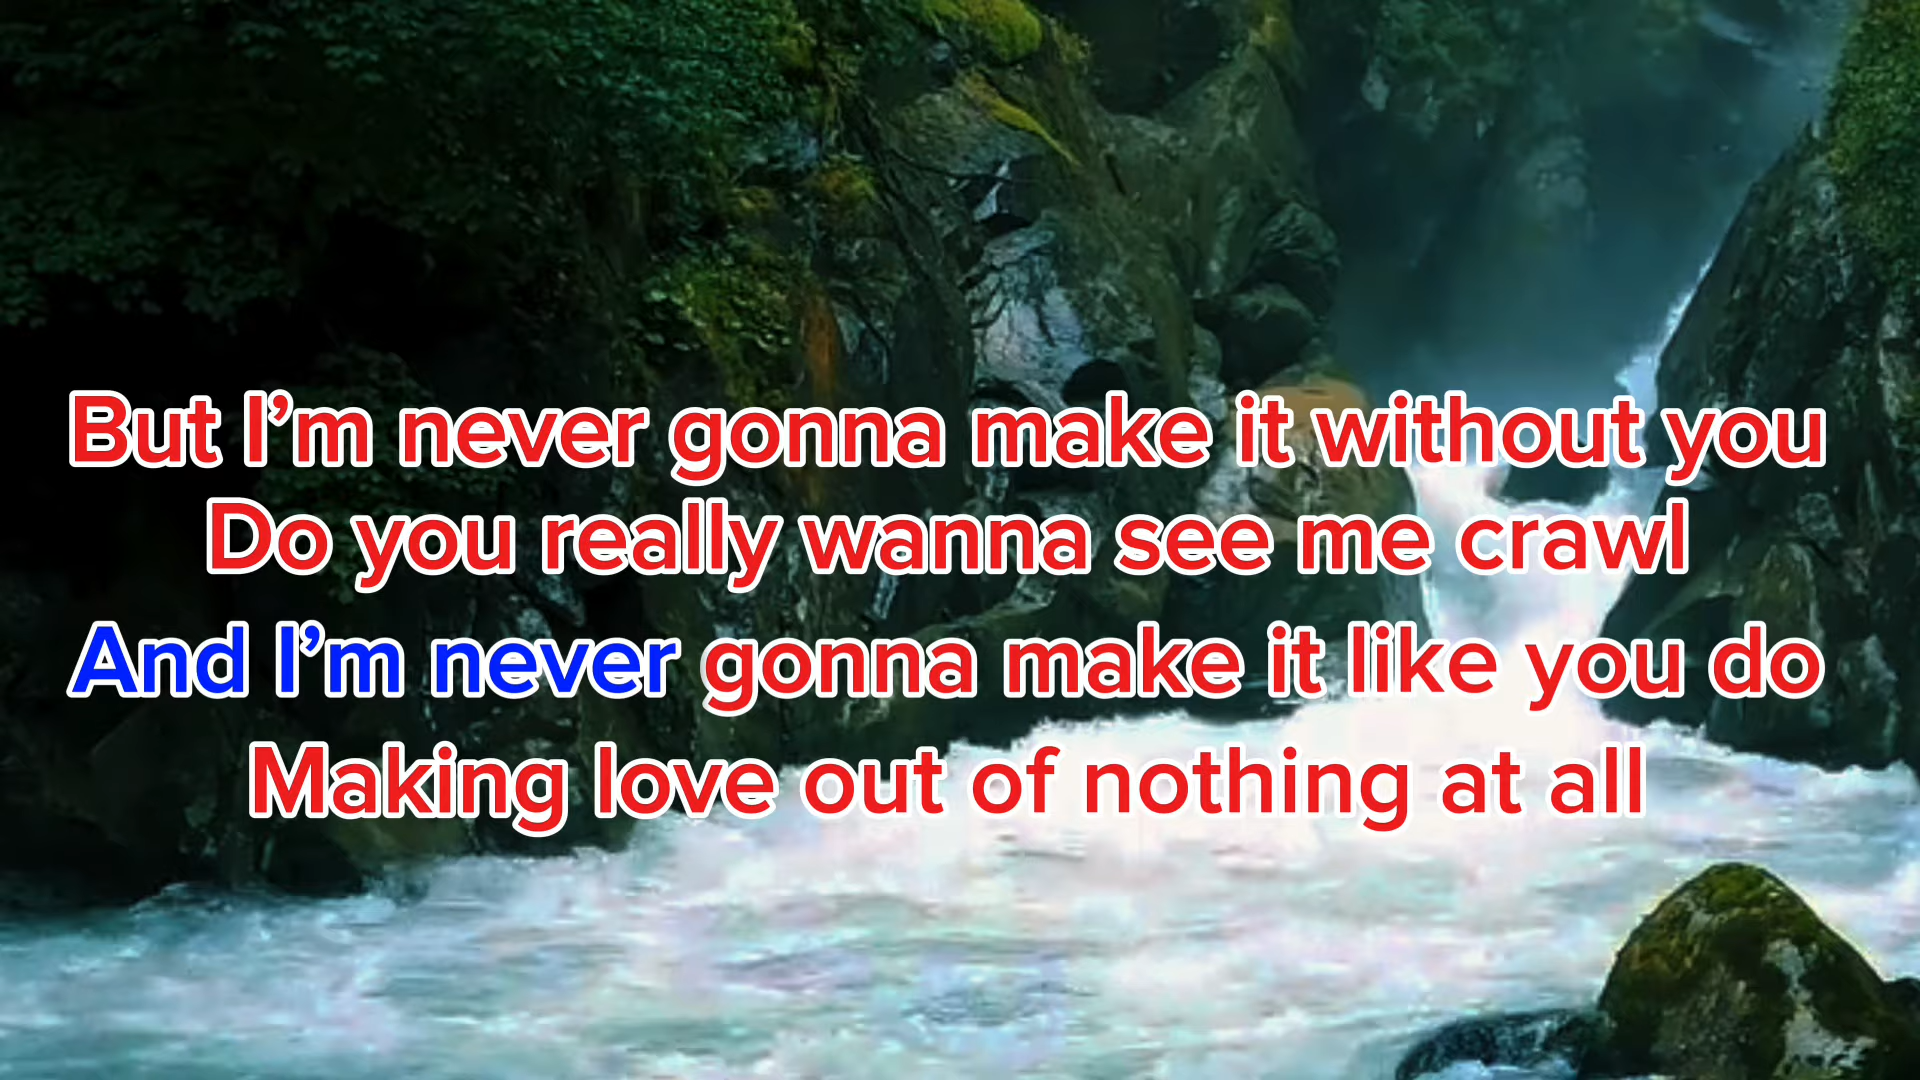 But I’m never gonna make it without you
Do you really wanna see me crawl
And I’m never gonna make it like you do
Making love out of nothing at all